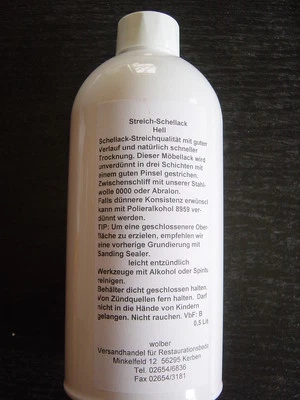 Streich-Schellack
Hell
Schellack-Streichqualität mit guten
Verlauf und natürlich schneller
Trocknung. Dieser Möbellack wird
unverdünnt in drei Schichten mit
einem guten Pinsel gestrichen.
Zwischenschliff mit unserer Stahl-
wolle 0000 oder Abralon.
Falls dünnere Konsistenz erwünsc
kann mit Polieralkohol 8959 ver-
dünnt werden.
TIP: Um eine geschlossenere Ober-
fläche zu erzielen, empfehlen wir
eine vorherige Grundierung mit
Sanding Sealer.
leicht entzündlich
Werkzeuge mit Alkohol oder Spiritu
reinigen.
Behälter dicht geschlossen halten.
Von Zündquellen fern halten. Darf
nicht in die Hände von Kindern
gelangen. Nicht rauchen. VbF: B
0,5 Lit
wolber
Versandhandel für Restaurationsbeda
Minkelfeld 12 56295 Kerben
Tel. 02654/6836
Fax 02654/3181